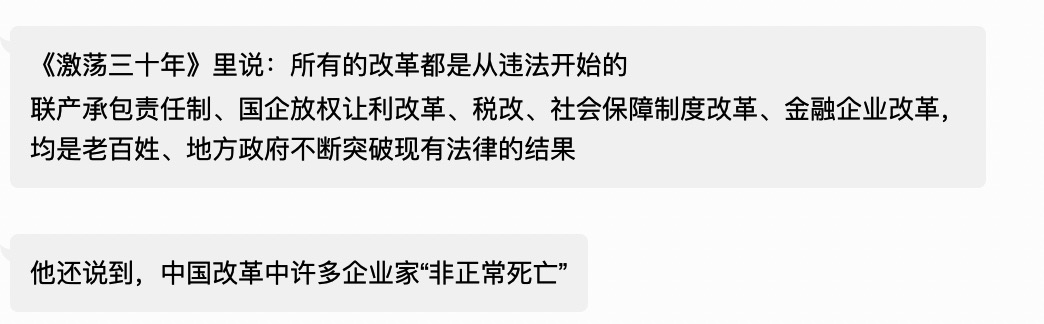 《激荡三十年》里说：所有的改革都是从违法开始的
联产承包责任制、国企放权让利改革、税改、社会保障制度改革、金融企业改革，
均是老百姓、地方政府不断突破现有法律的结果
他还说到，中国改革中许多企业家“非正常死亡”